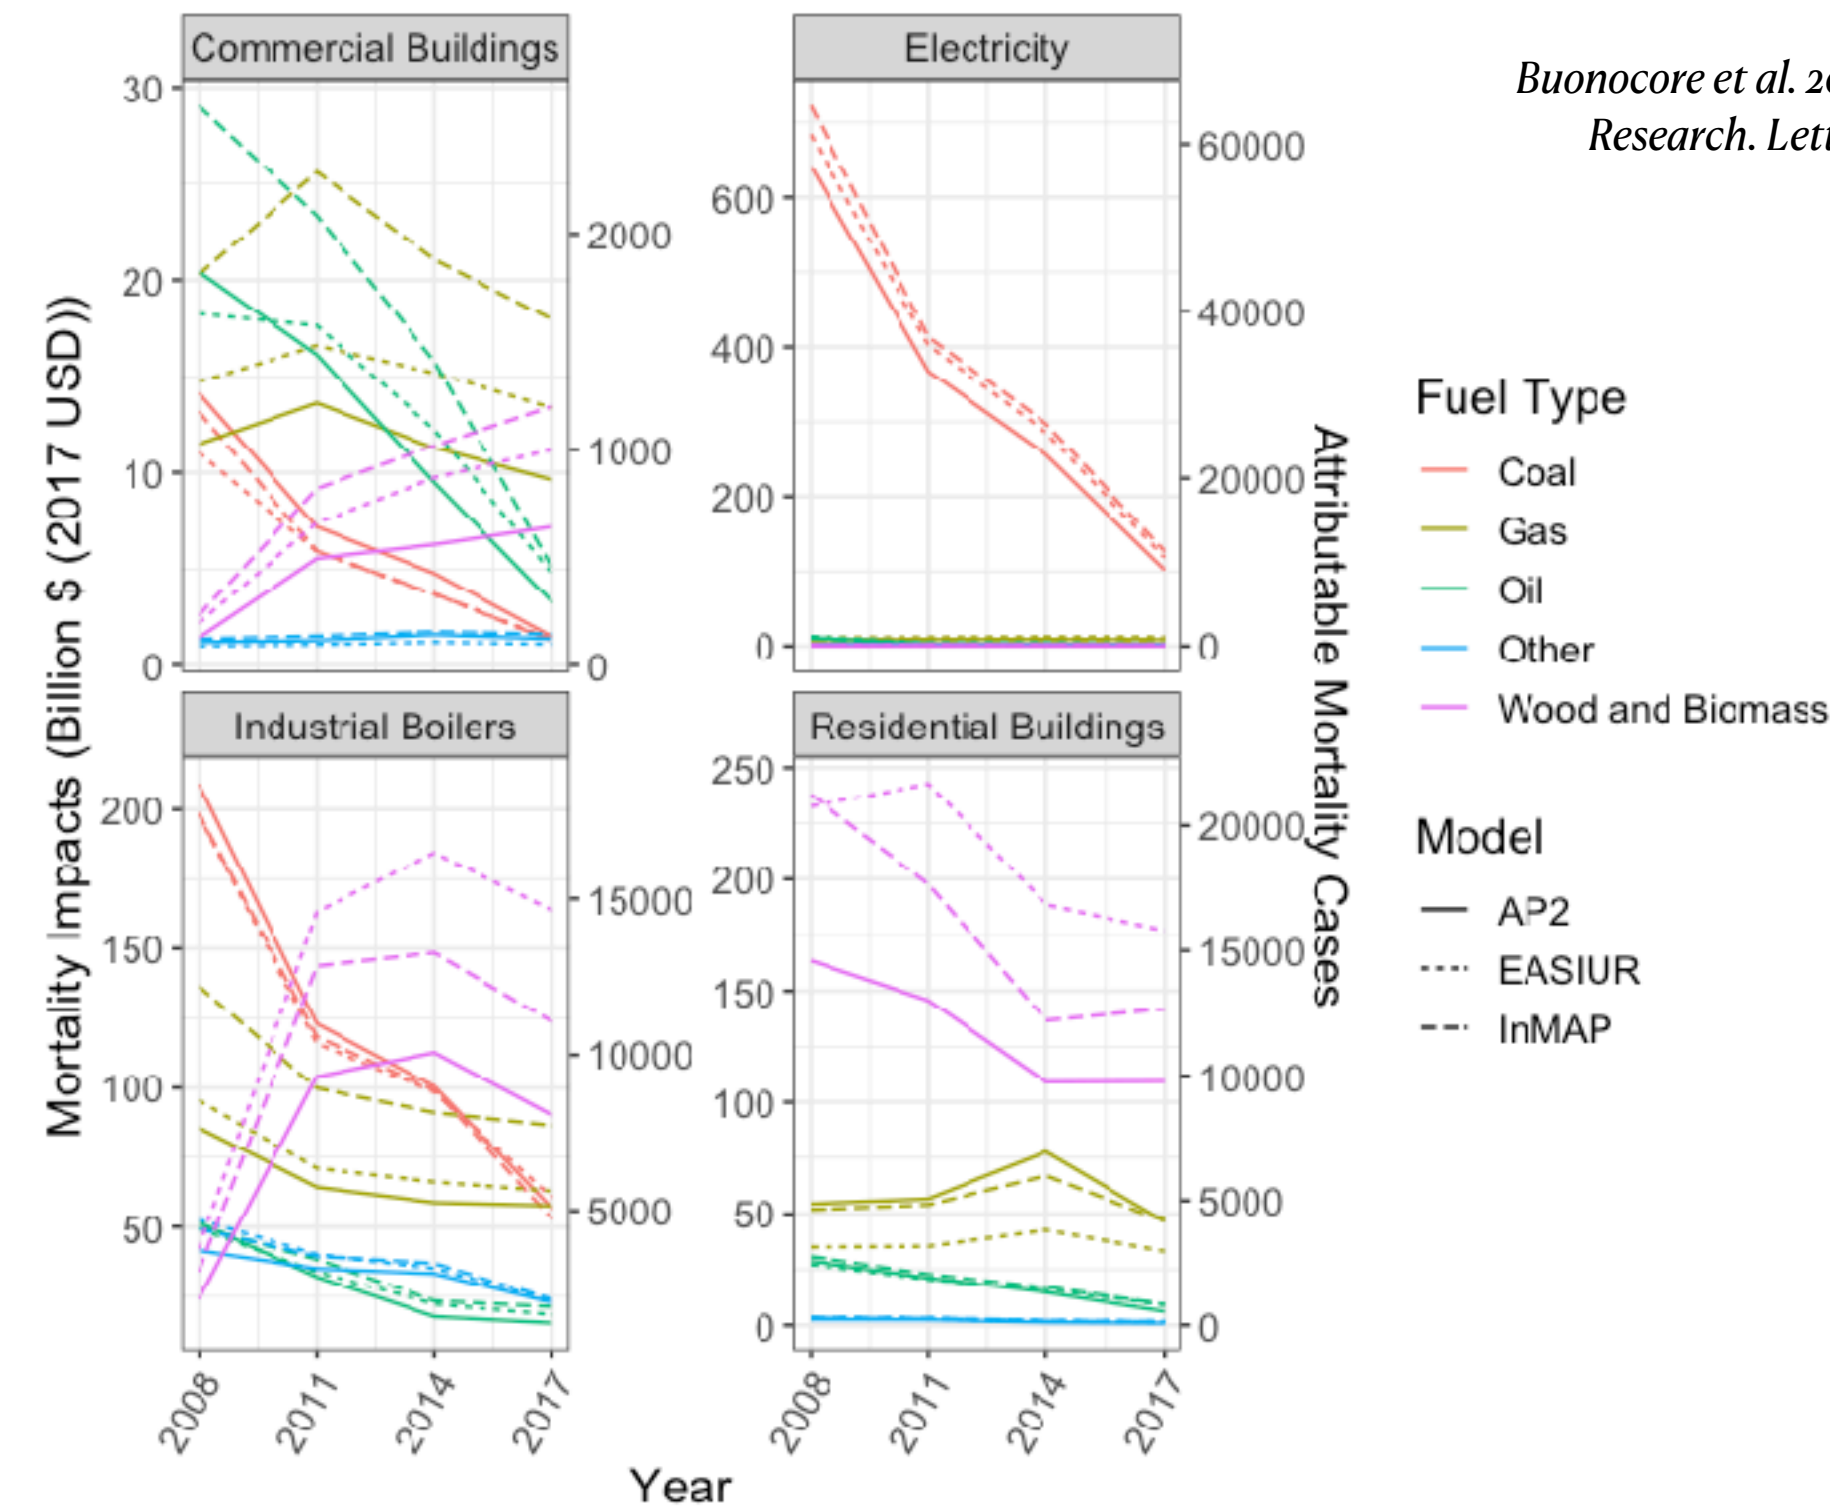 Commercial Buildings
Electricity
Buonocore et al.
Research.
30
20
10
0
2000
1000
0
600
400
200
0
60000
40000
20000
0
Industrial Boilers
Residential Buildings
200
150
100
50
15000
10000
5000
250
200
150
100
50
0
20000
15000
10000
5000
0
2008
2011
2014
2017
2008
2011
2014
2017
Year
Mortality Impacts (Billion $ (2017 USD))
Attributable Mortality Cases
Fuel Type
Coal
Gas
Oil
Other
Wood and Biomass
Model
AP2
EASIUR
InMAP